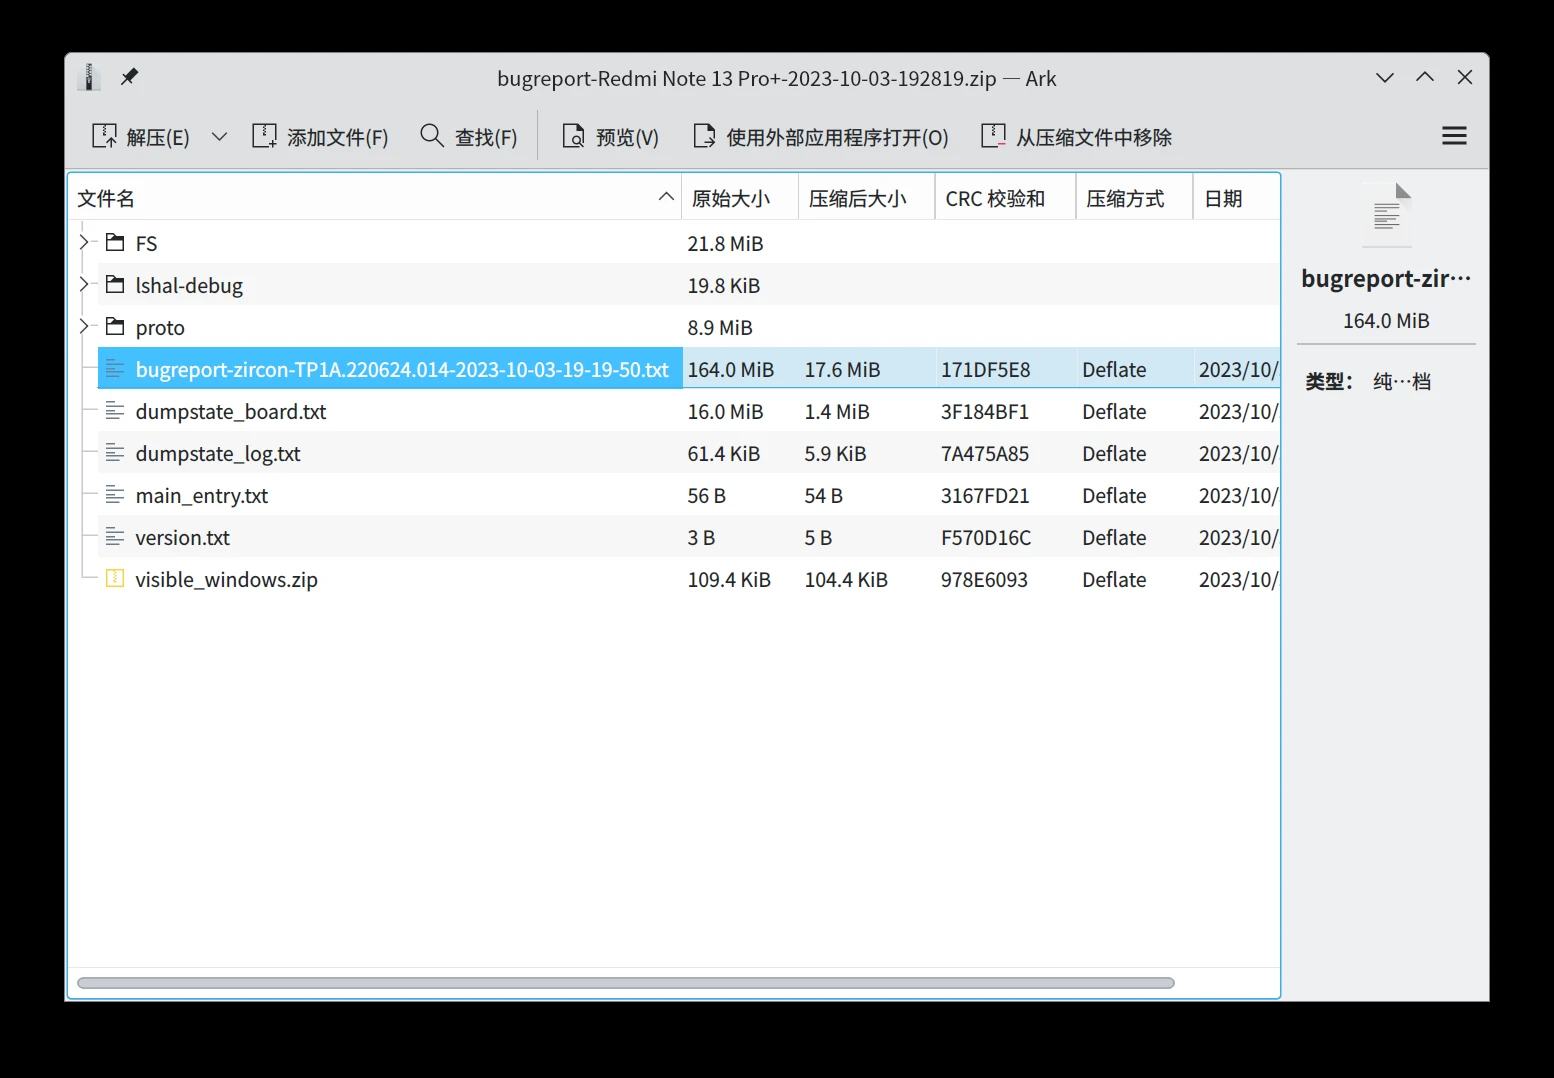 bugreport-Redmi Note 13 Pro+-2023-10-03-192819.zip — Ark
解压(E) 添加文件(F) 查找(F) 预览(V) 使用外部应用程序打开(O) 从压缩文件中移除
文件名 原始大小 压缩后大小 CRC 校验和 压缩方式 日期
FS 21.8 MiB
lshal-debug 19.8 KiB
proto 8.9 MiB
bugreport-zircon-TP1A.220624.014-2023-10-03-19-19-50.txt 164.0 MiB 17.6 MiB 171DF5E8 Deflate 2023/10/
dumpstate_board.txt 16.0 MiB 1.4 MiB 3F184BF1 Deflate 2023/10/
dumpstate_log.txt 61.4 KiB 5.9 KiB 7A475A85 Deflate 2023/10/
main_entry.txt 56 B 54 B 3167FD21 Deflate 2023/10/
version.txt 3 B 5 B F570D16C Deflate 2023/10/
visible_windows.zip 109.4 KiB 104.4 KiB 978E6093 Deflate 2023/10/
bugreport-zir…
164.0 MiB
类型： 纯…档